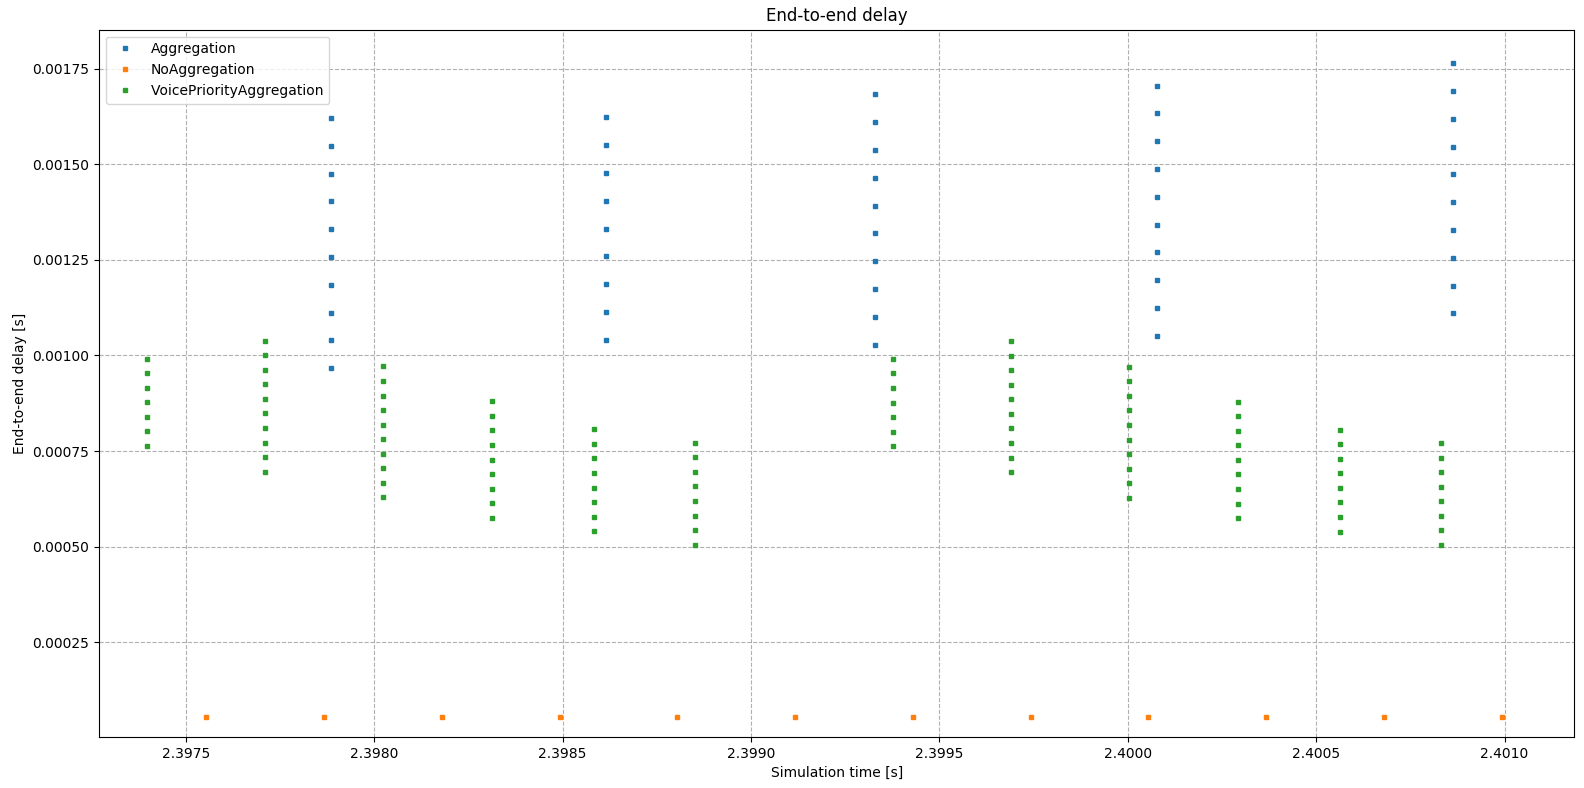 End-to-end delay
Aggregation
NoAggregation
VoicePriorityAggregation
0.00175
0.00150
0.00125
0.00100
0.00075
0.00050
0.00025
End-to-end delay [s]
2.3975 2.3980 2.3985 2.3990 2.3995 2.4000 2.4005 2.4010
Simulation time [s]